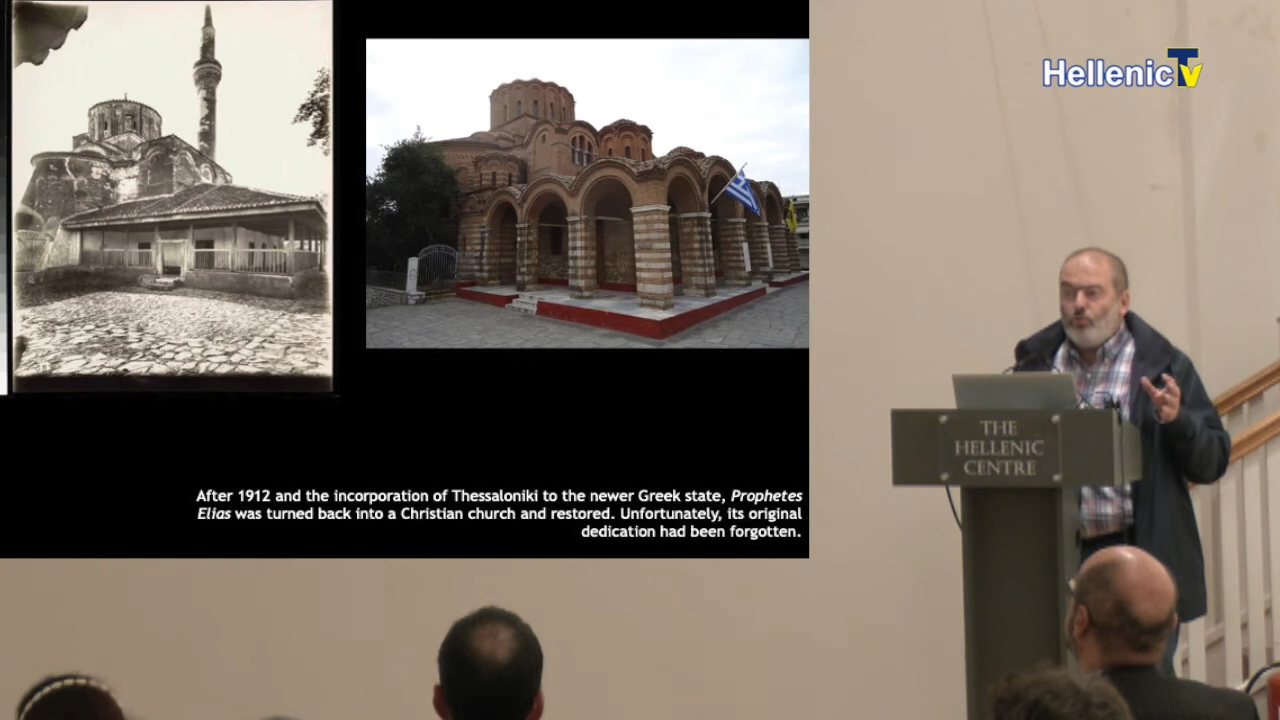 Hellenic Tv
THE
HELLENIC
CENTRE
After 1912 and the incorporation of Thessaloniki to the newer Greek state, Prophetes
Elias was turned back into a Christian church and restored. Unfortunately, its original
dedication had been forgotten.